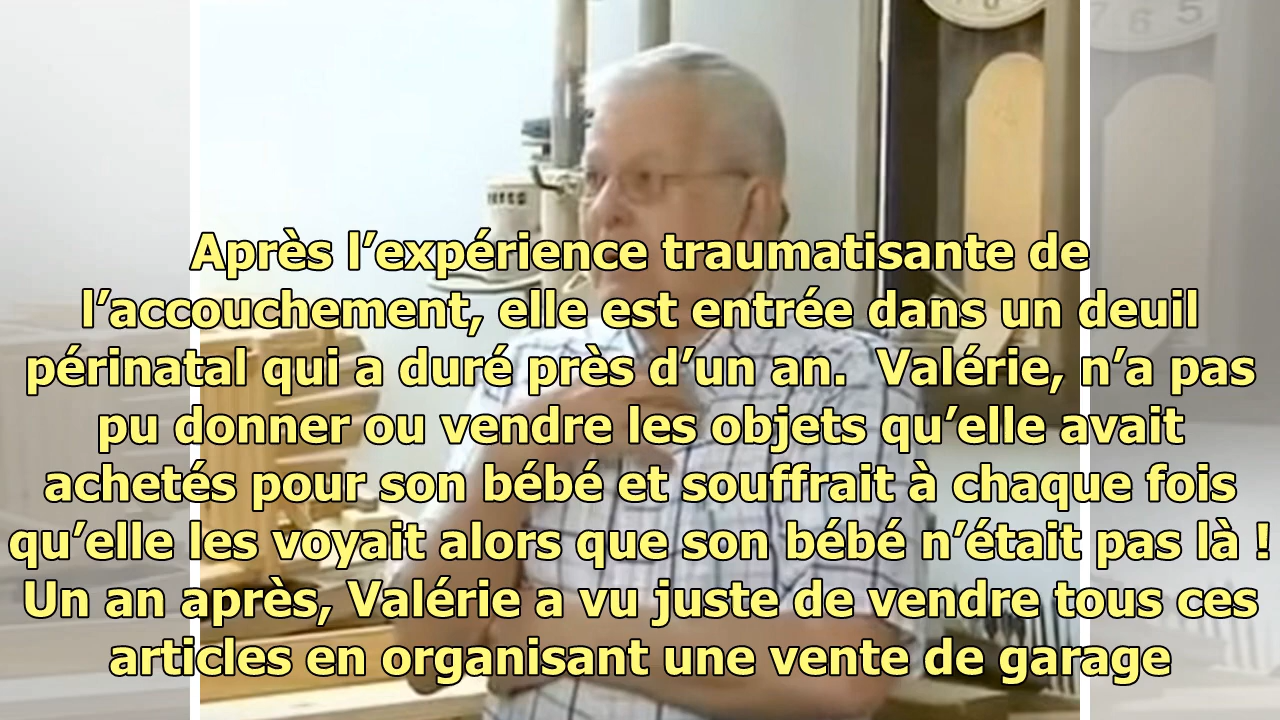 Après l’expérience traumatisante de
l’accouchement, elle est entrée dans un deuil
périnatal qui a duré près d’un an.  Valérie, n’a pas
pu donner ou vendre les objets qu’elle avait
achetés pour son bébé et souffrait à chaque fois
qu’elle les voyait alors que son bébé n’était pas là !
Un an après, Valérie a vu juste de vendre tous ces
articles en organisant une vente de garage